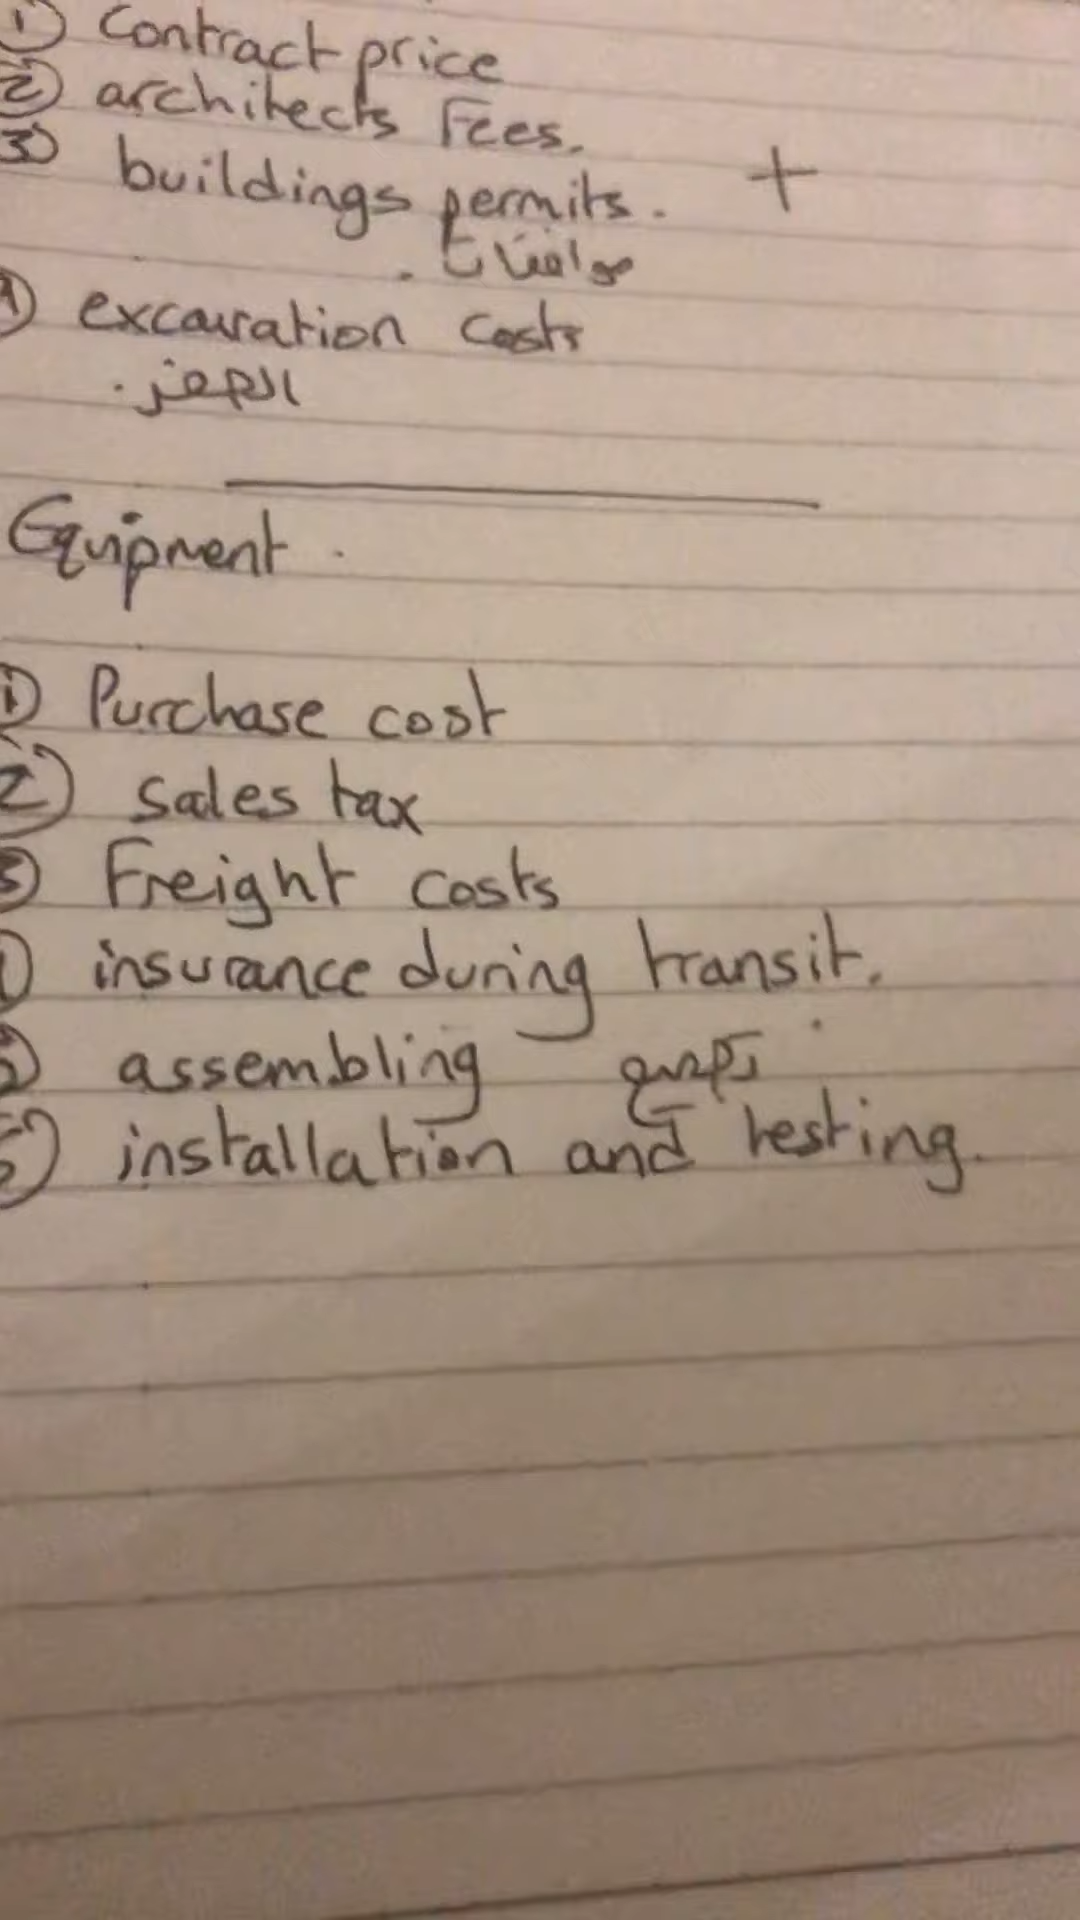 ① Contract price
② architects Fees.
③ buildings permits. +
موافقات.
④ excavation costs
الحفر.
Equipment.
① Purchase cost
② Sales tax
③ Freight costs
④ insurance during transit.
⑤ assembling تجميع
⑥ installation and testing.